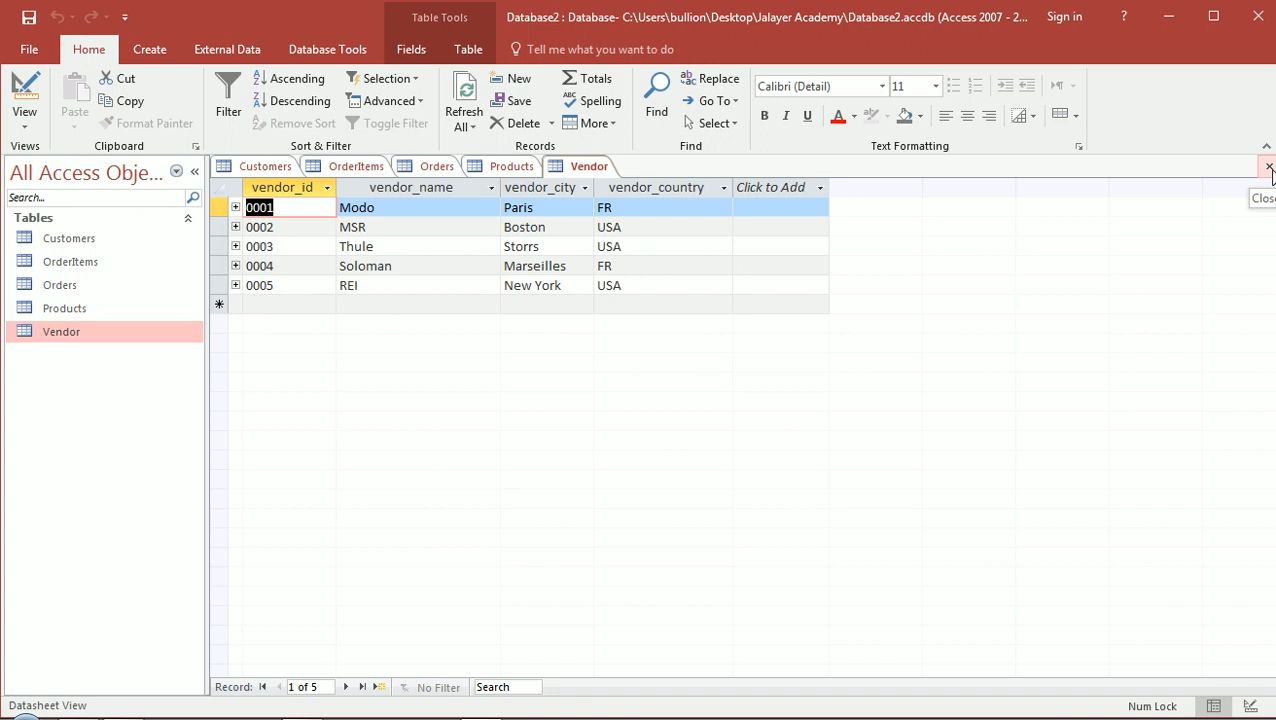 Table Tools
Database2 : Database- C:\Users\bullion\Desktop\Jalayer Academy\Database2.accdb (Access 2007 - 2...
Sign in
?
File
Home
Create
External Data
Database Tools
Fields
Table
Tell me what you want to do
View
Views
Paste
Cut
Copy
Format Painter
Clipboard
Filter
Ascending
Descending
Remove Sort
Selection
Advanced
Toggle Filter
Sort & Filter
Refresh
All
New
Save
Delete
Totals
Spelling
More
Records
Find
Replace
Go To
Select
Find
Calibri (Detail)
11
B I U
Text Formatting
All Access Obje...
Search...
Tables
Customers
OrderItems
Orders
Products
Vendor
Customers
OrderItems
Orders
Products
Vendor
Clos
vendor_id vendor_name vendor_city vendor_country Click to Add
0001 Modo Paris FR
0002 MSR Boston USA
0003 Thule Storrs USA
0004 Soloman Marseilles FR
0005 REI New York USA
Record: 1 of 5 No Filter Search
Datasheet View
Num Lock